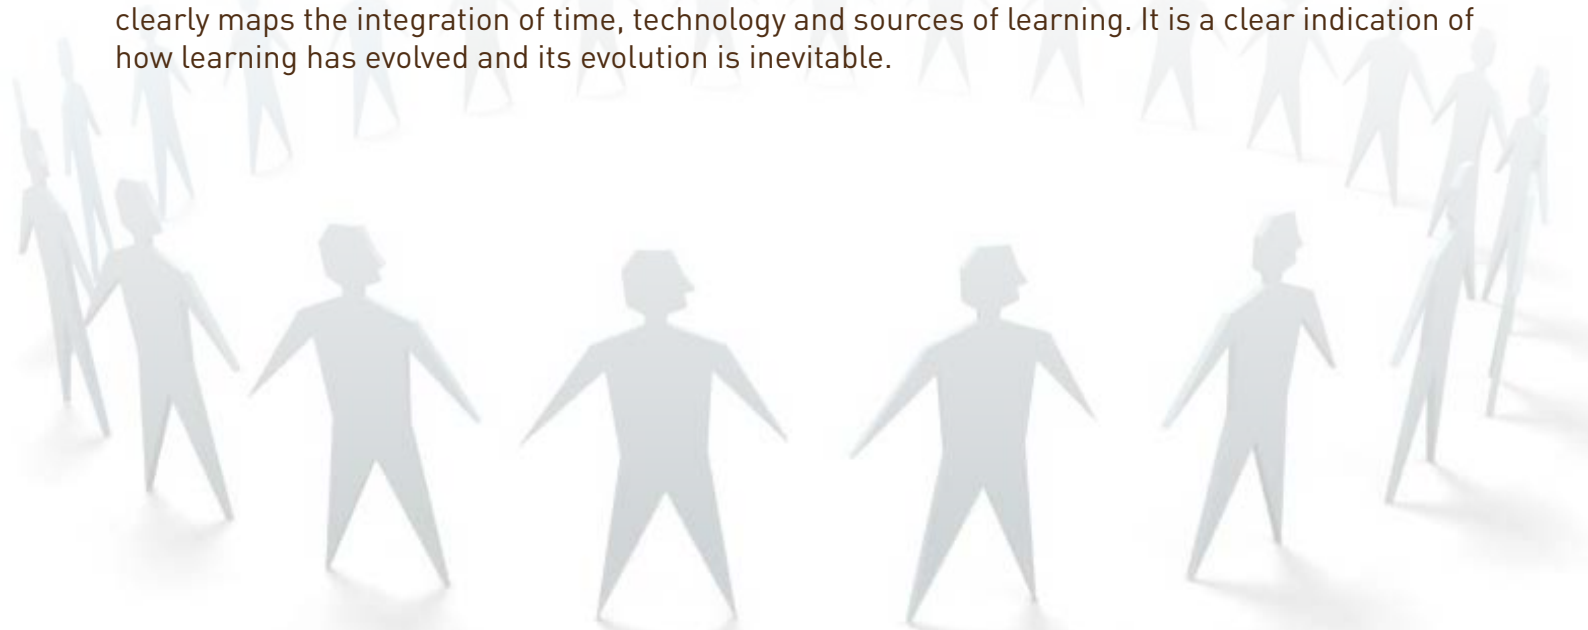 clearly maps the integration of time, technology and sources of learning. It is a clear indication of
how learning has evolved and its evolution is inevitable.